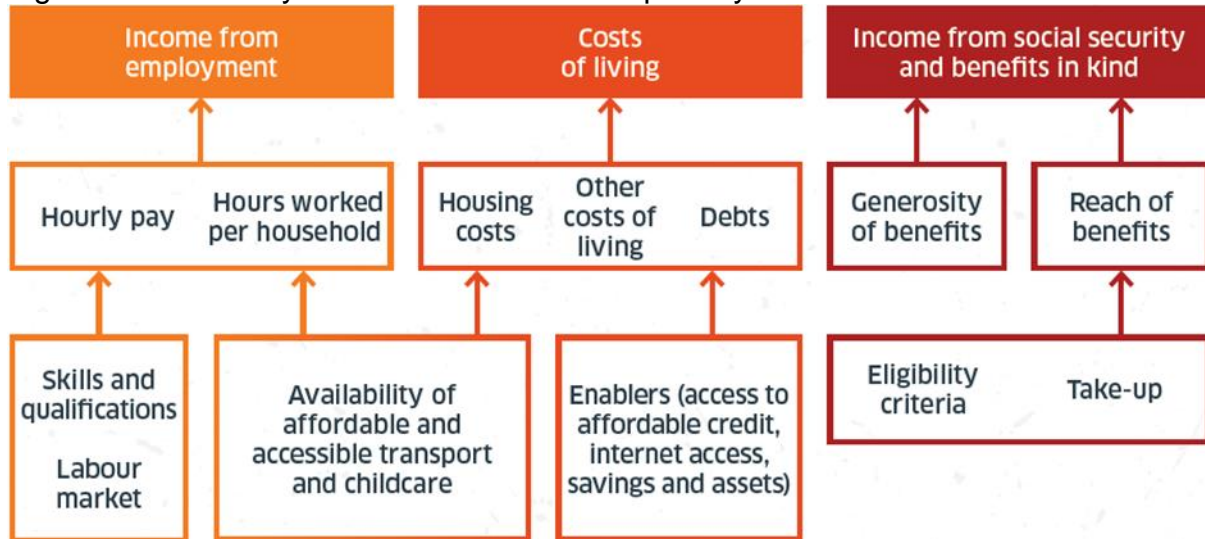 Income from
employment
Costs
of living
Income from social security
and benefits in kind
Hourly pay
Hours worked
per household
Housing
costs
Other
costs of
living
Debts
Generosity
of benefits
Reach of
benefits
Skills and
qualifications
Labour
market
Availability of
affordable and
accessible transport
and childcare
Enablers (access to
affordable credit,
internet access,
savings and assets)
Eligibility
criteria
Take-up